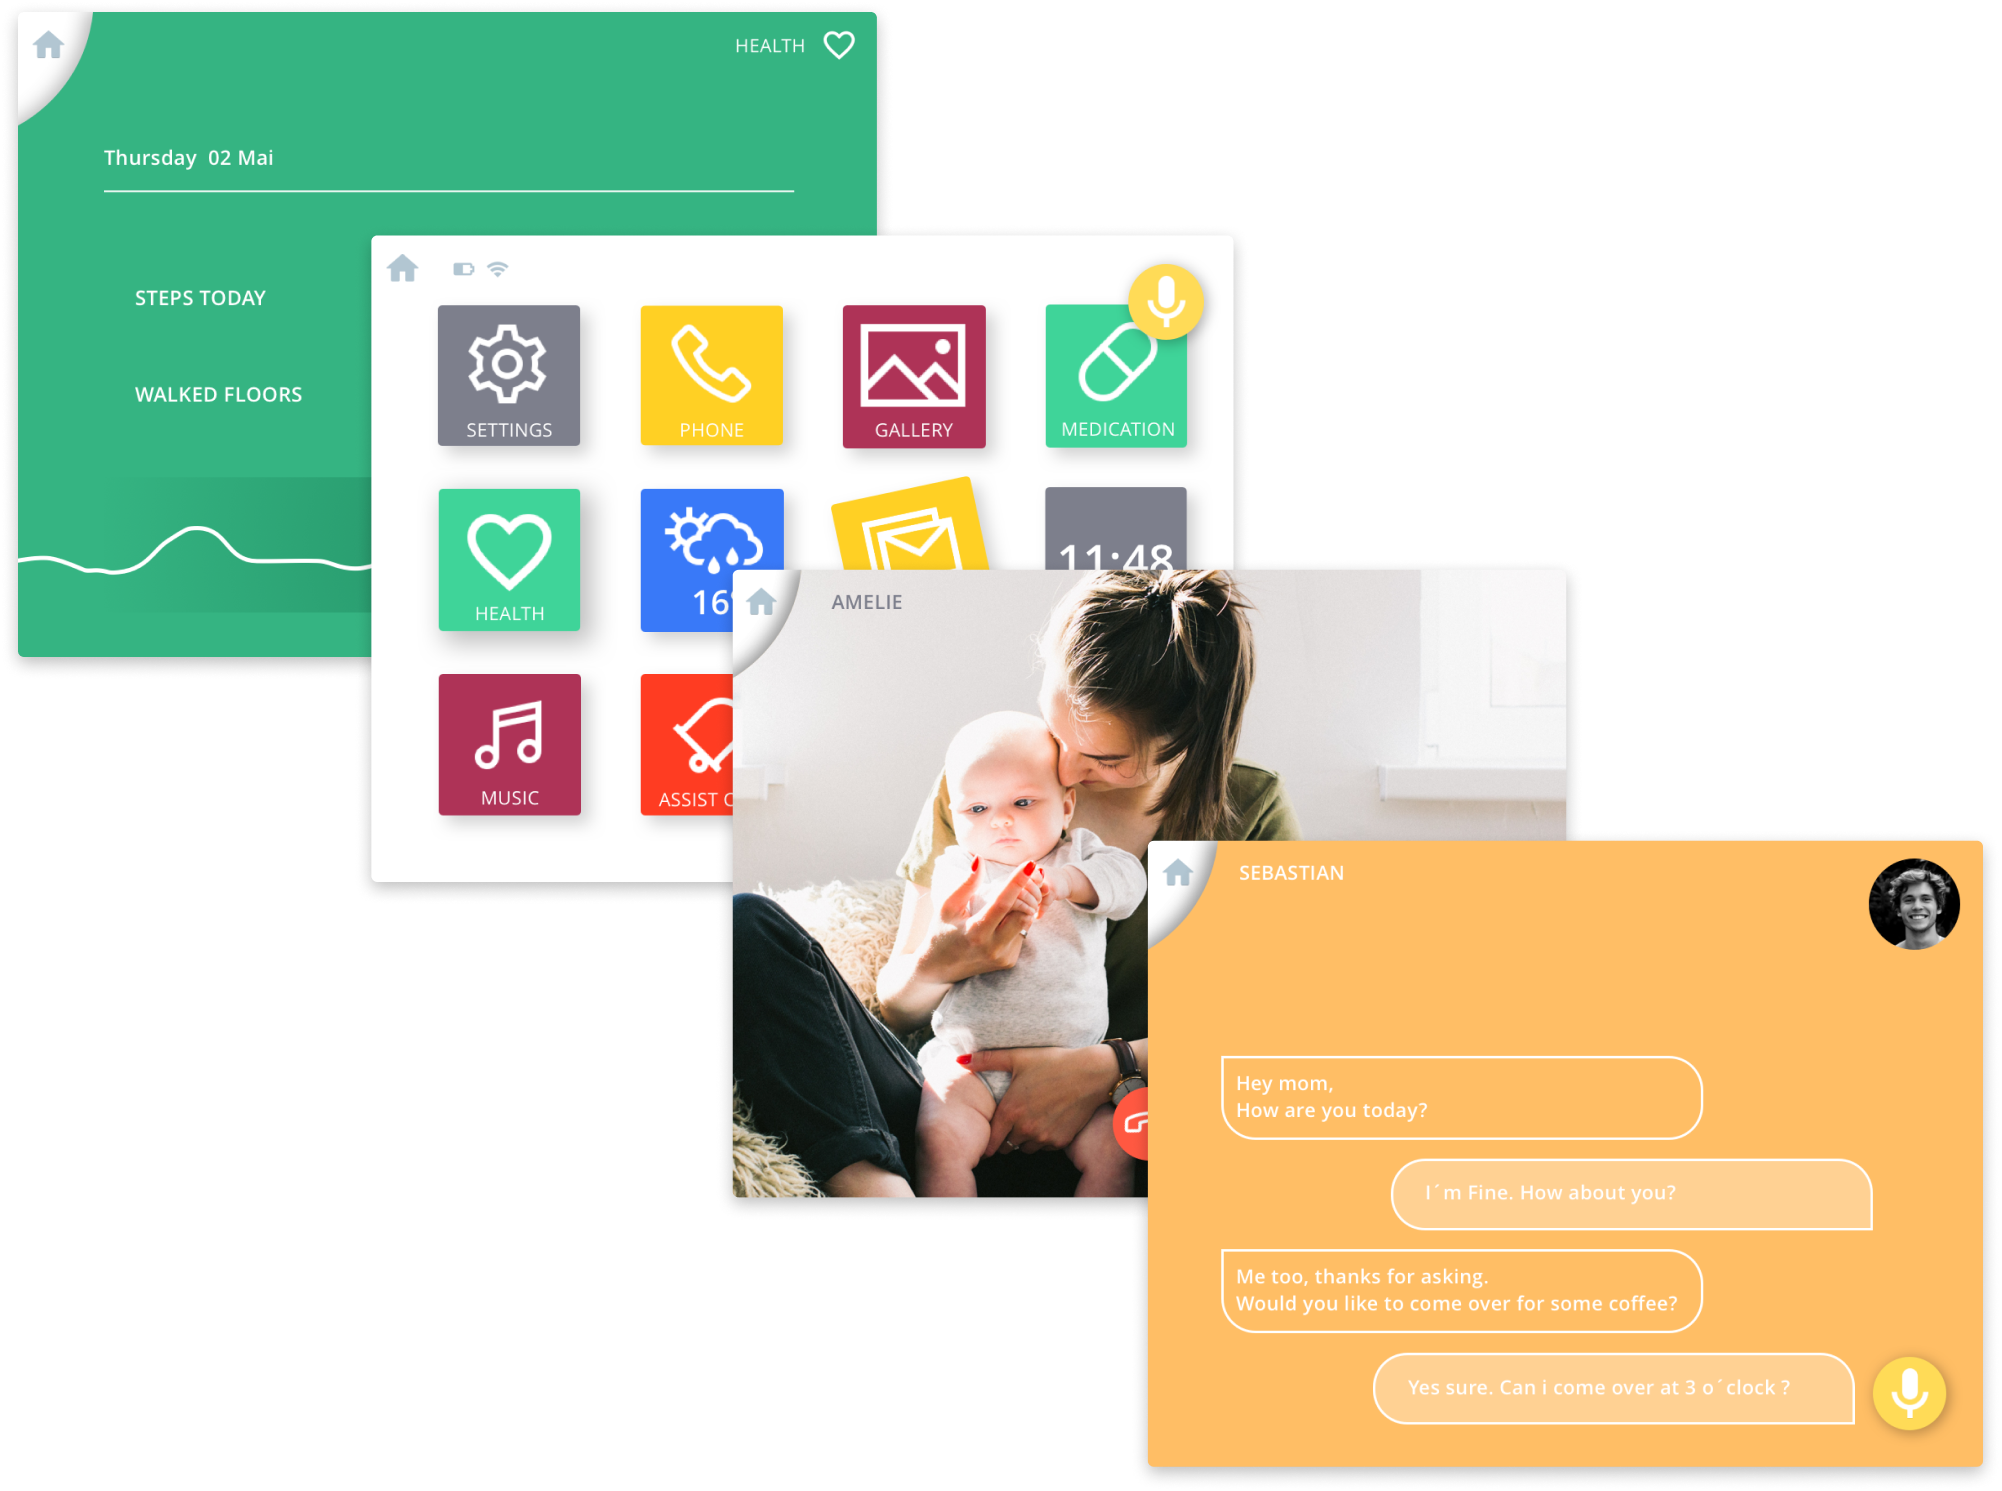 HEALTH
Thursday 02 Mai
STEPS TODAY
WALKED FLOORS
SETTINGS
PHONE
GALLERY
MEDICATION
11:48
HEALTH
16°
MUSIC
ASSIST
AMELIE
SEBASTIAN
Hey mom,
How are you today?
I´m Fine. How about you?
Me too, thanks for asking.
Would you like to come over for some coffee?
Yes sure. Can i come over at 3 o´clock ?